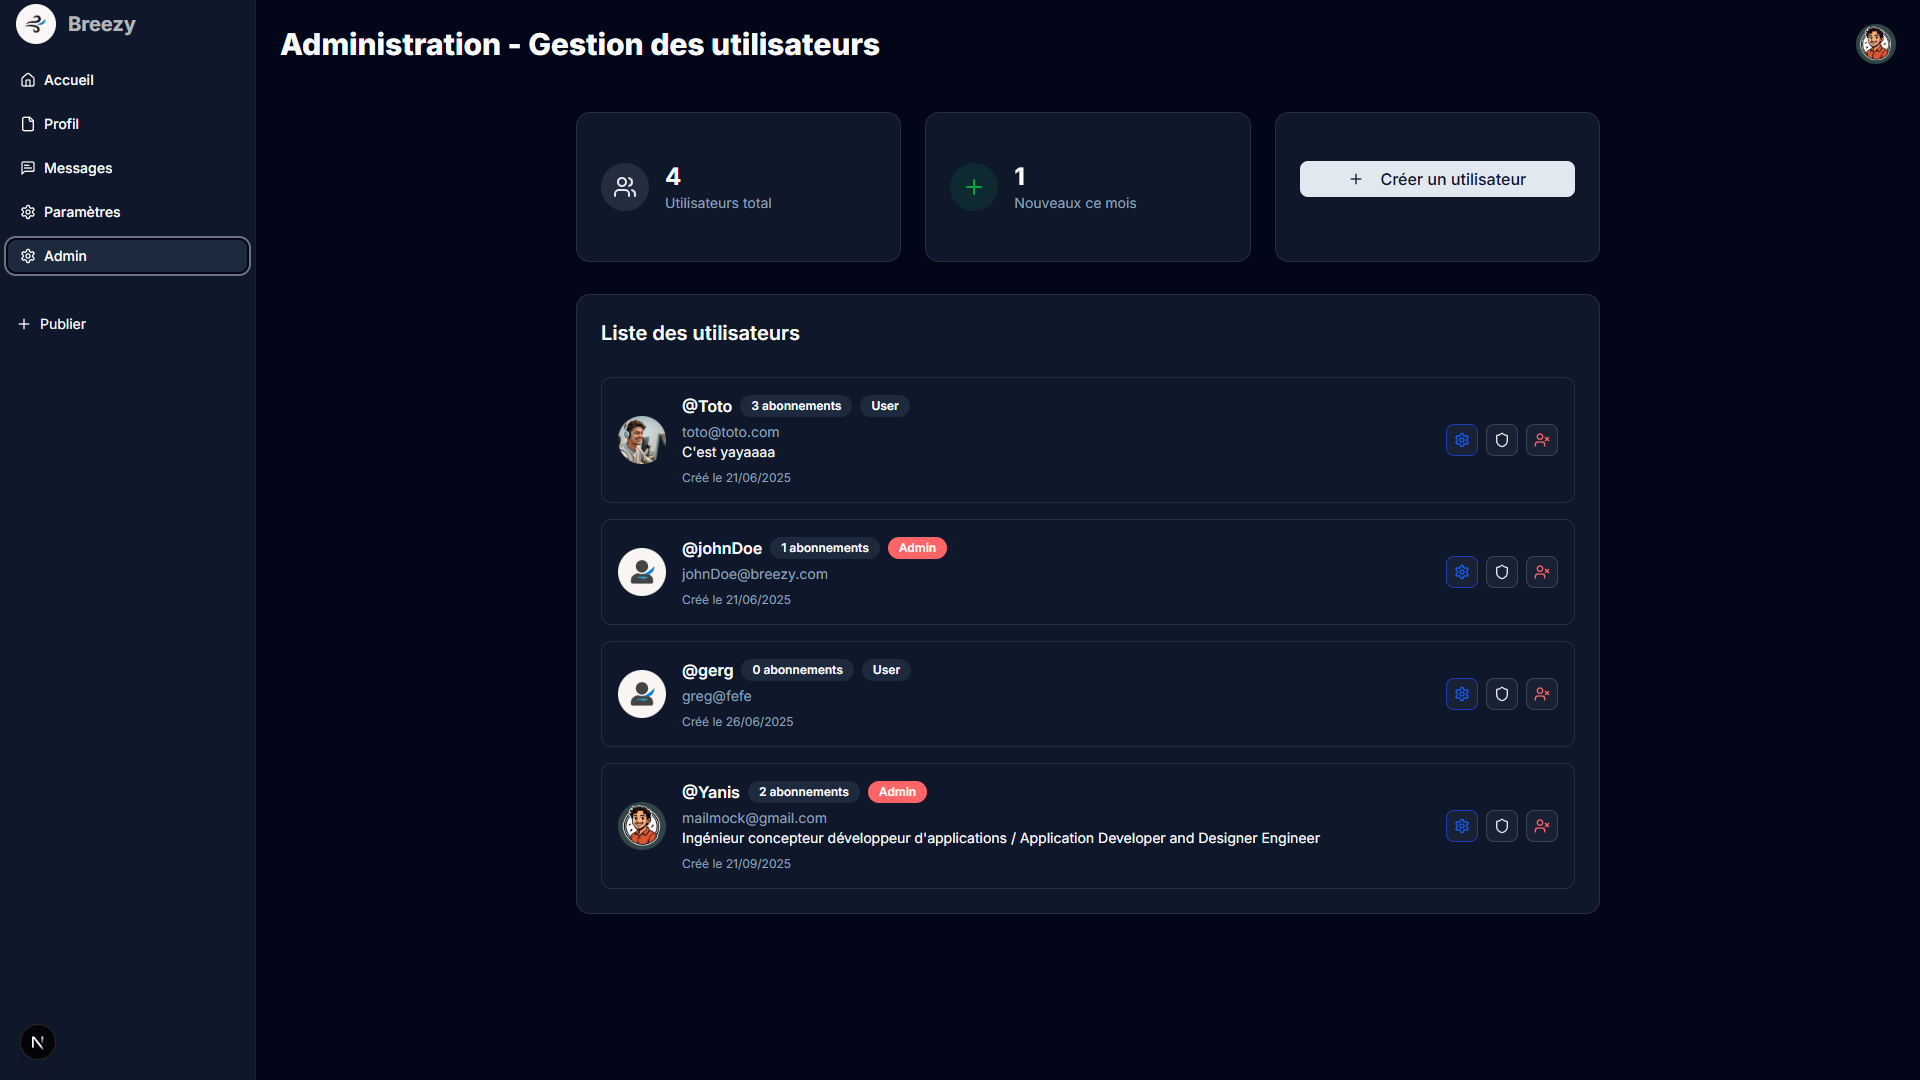 Breezy
Accueil
Profil
Messages
Paramètres
Admin
Publier
N
Administration - Gestion des utilisateurs
4
Utilisateurs total
1
Nouveaux ce mois
Créer un utilisateur
Liste des utilisateurs
@Toto 3 abonnements User
toto@toto.com
C'est yayaaaa
Créé le 21/06/2025
@johnDoe 1 abonnements Admin
johnDoe@breezy.com
Créé le 21/06/2025
@gerg 0 abonnements User
greg@fefe
Créé le 26/06/2025
@Yanis 2 abonnements Admin
mailmock@gmail.com
Ingénieur concepteur développeur d'applications / Application Developer and Designer Engineer
Créé le 21/09/2025